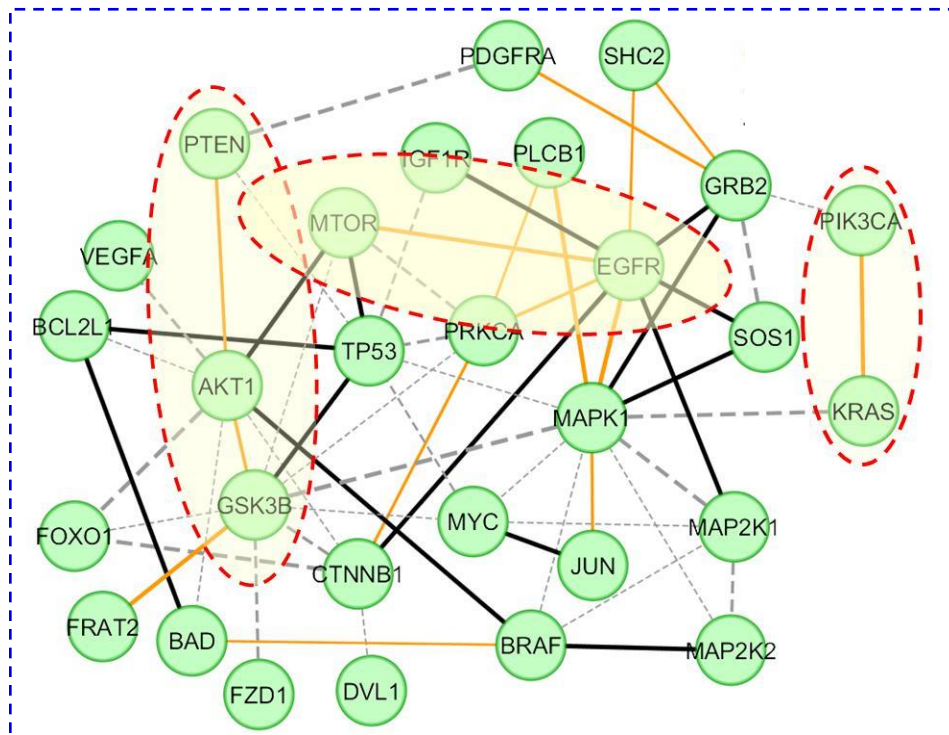 PDGFRA
SHC2
PTEN
IGF1R
PLCB1
GRB2
PIK3CA
MTOR
VEGFA
EGFR
BCL2L1
TP53
PRKCA
SOS1
AKT1
MAPK1
KRAS
GSK3B
MYC
MAP2K1
FOXO1
CTNNB1
JUN
FRAT2
BAD
BRAF
MAP2K2
FZD1
DVL1